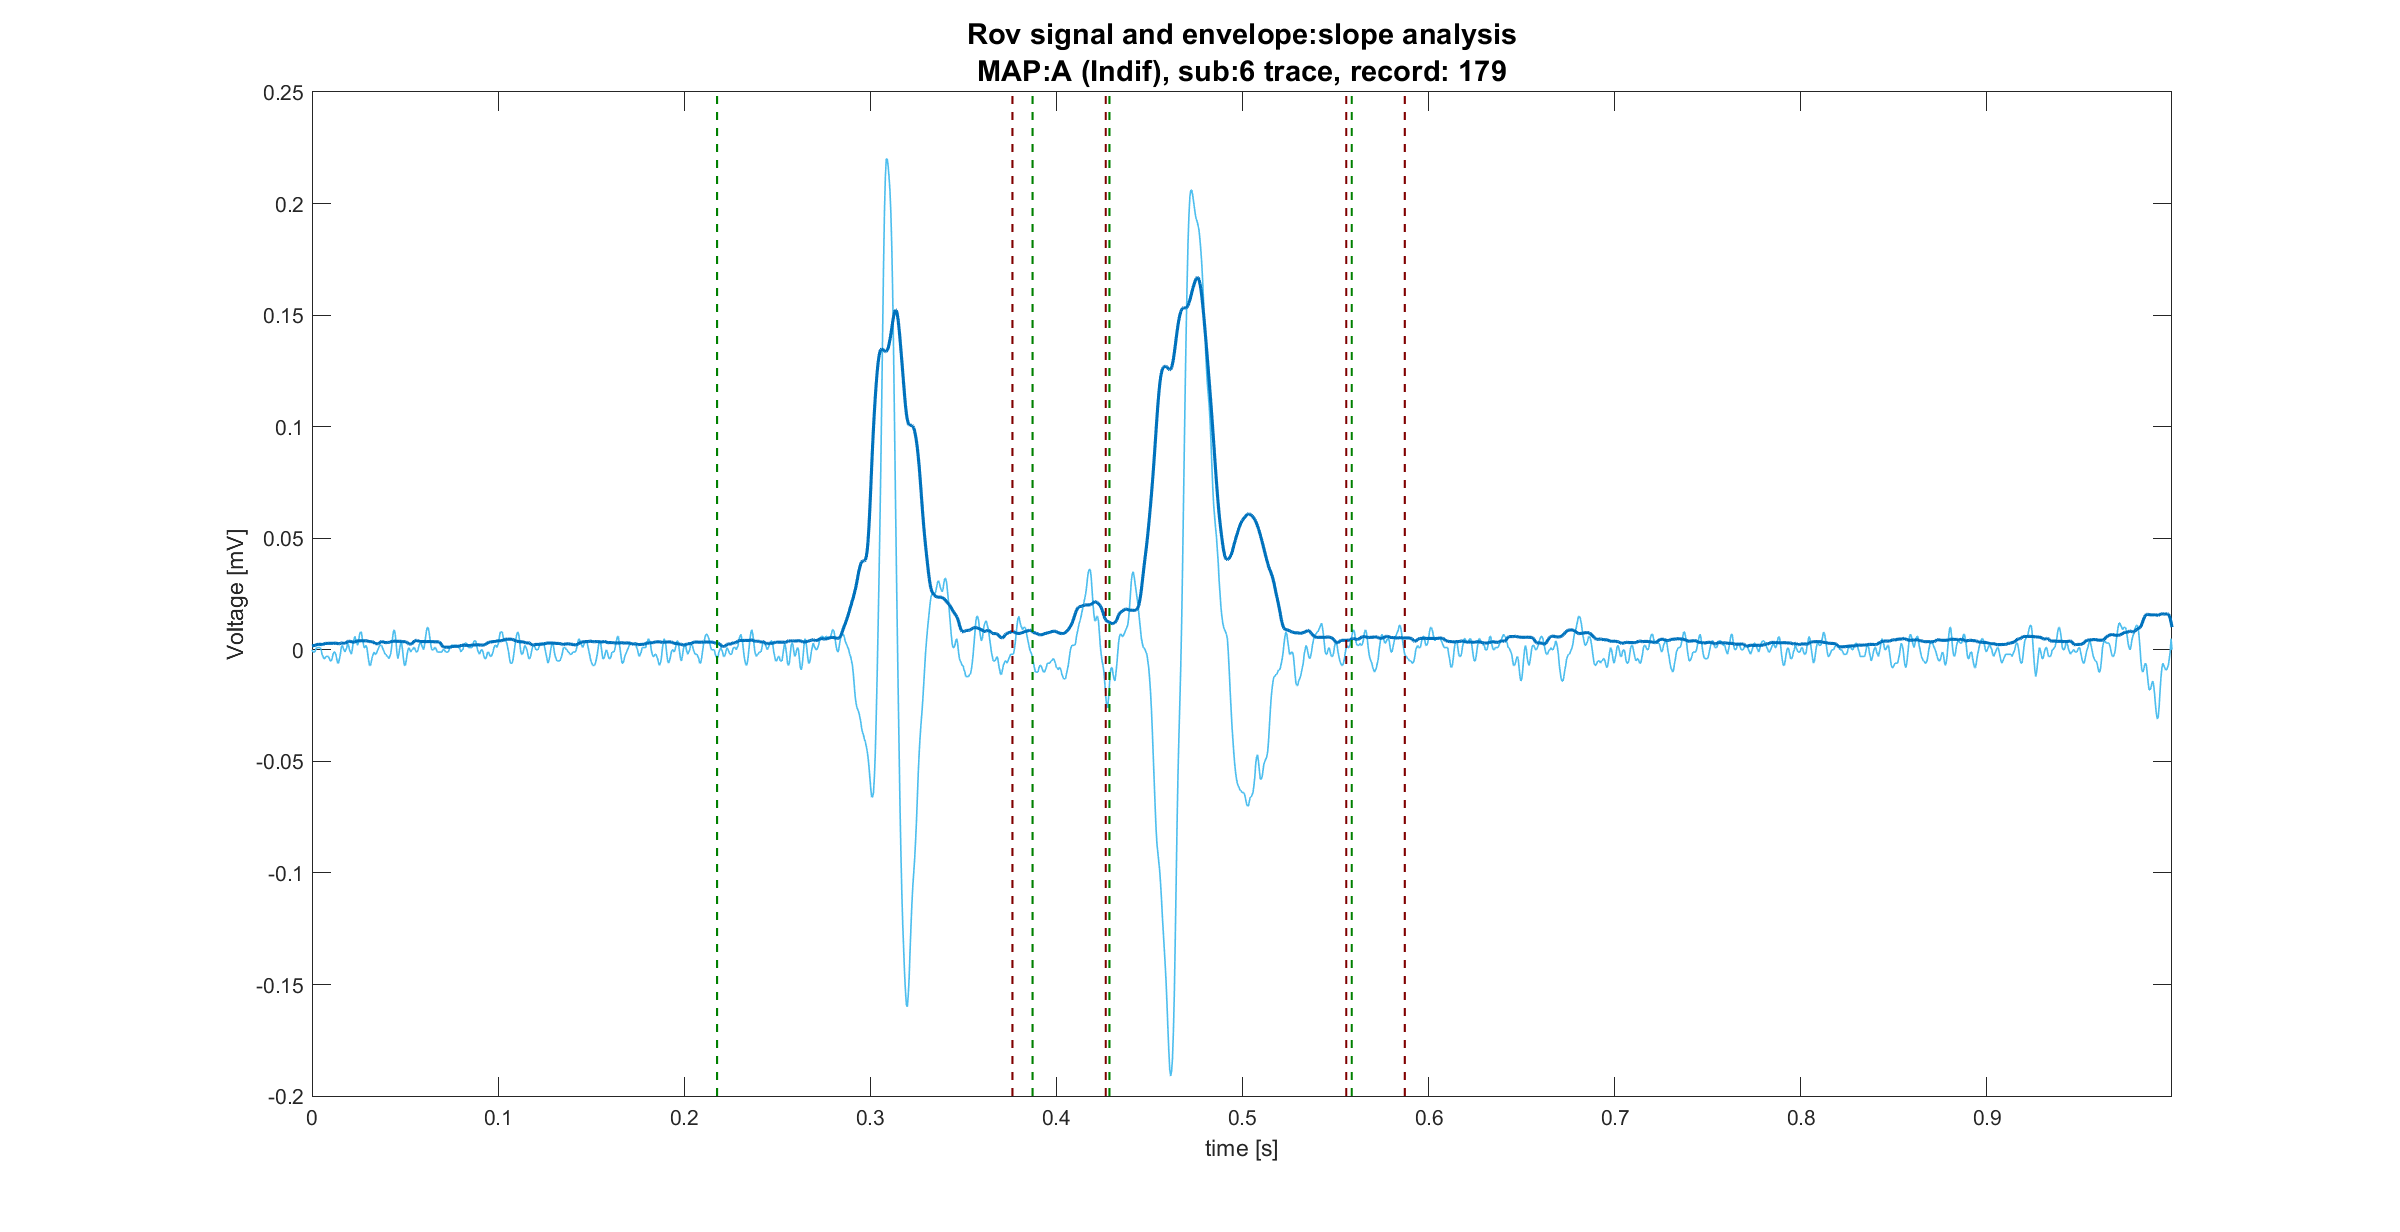 Rov signal and envelope:slope analysis
MAP:A (Indif), sub:6 trace, record: 179
0.25
0.2
0.15
0.1
0.05
0
-0.05
-0.1
-0.15
-0.2
Voltage [mV]
0 0.1 0.2 0.3 0.4 0.5 0.6 0.7 0.8 0.9
time [s]